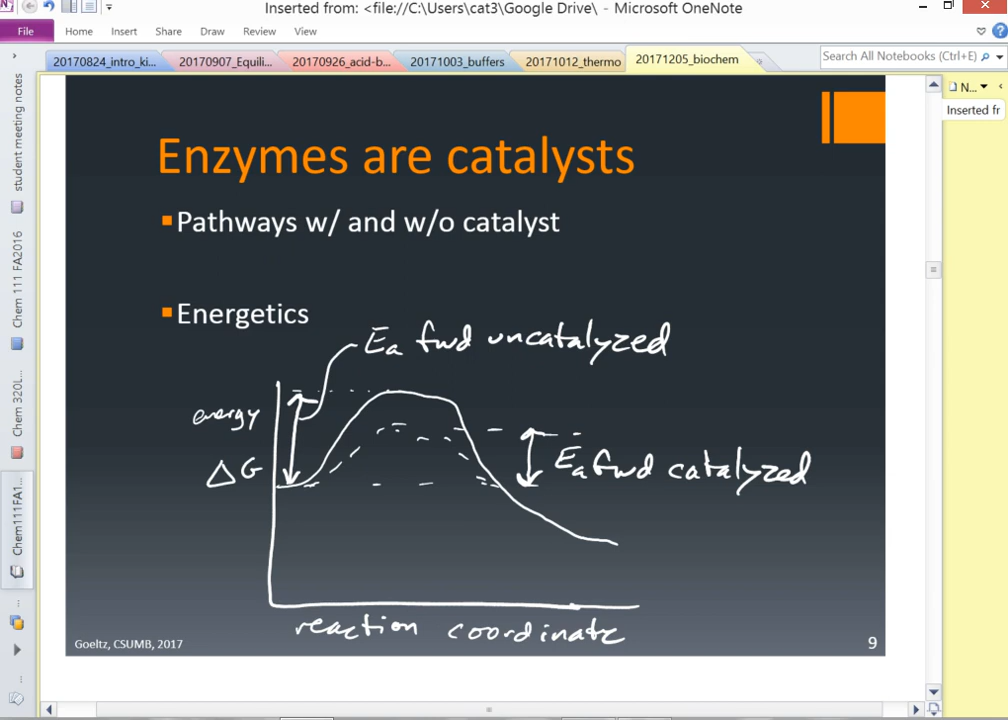 Inserted from: <file://C:\Users\cat3\Google Drive\ - Microsoft OneNote
File Home Insert Share Draw Review View
20170824_intro_ki... 20170907_Equili... 20170926_acid-b... 20171003_buffers 20171012_thermo 20171205_biochem
Search All Notebooks (Ctrl+E)
N...
Inserted fr
student meeting notes
Chem 111 FA2016
Chem 320L
Chem111FA1...
Enzymes are catalysts
Pathways w/ and w/o catalyst
Energetics
Ea fwd uncatalyzed
energy
ΔG
Ea fwd catalyzed
reaction coordinate
Goeltz, CSUMB, 2017
9